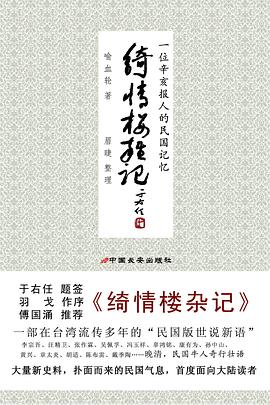 一位辛亥报人的民国记忆
绮情楼杂记
喻血轮 著
眉睫 整理
于右任
中国长安出版社
于右任 题签
羽戈 作序
傅国涌 推荐
《绮情楼杂记》
一部在台湾流传多年的“民国版世说新语”
李宗吾、汪精卫、张作霖、吴佩孚、冯玉祥、辜鸿铭、康有为、孙中山、
黄兴、章太炎、胡适、陈布雷、戴季陶……晚清，民国牛人奇行壮语
大量新史料，扑面而来的民国气息，首度面向大陆读者